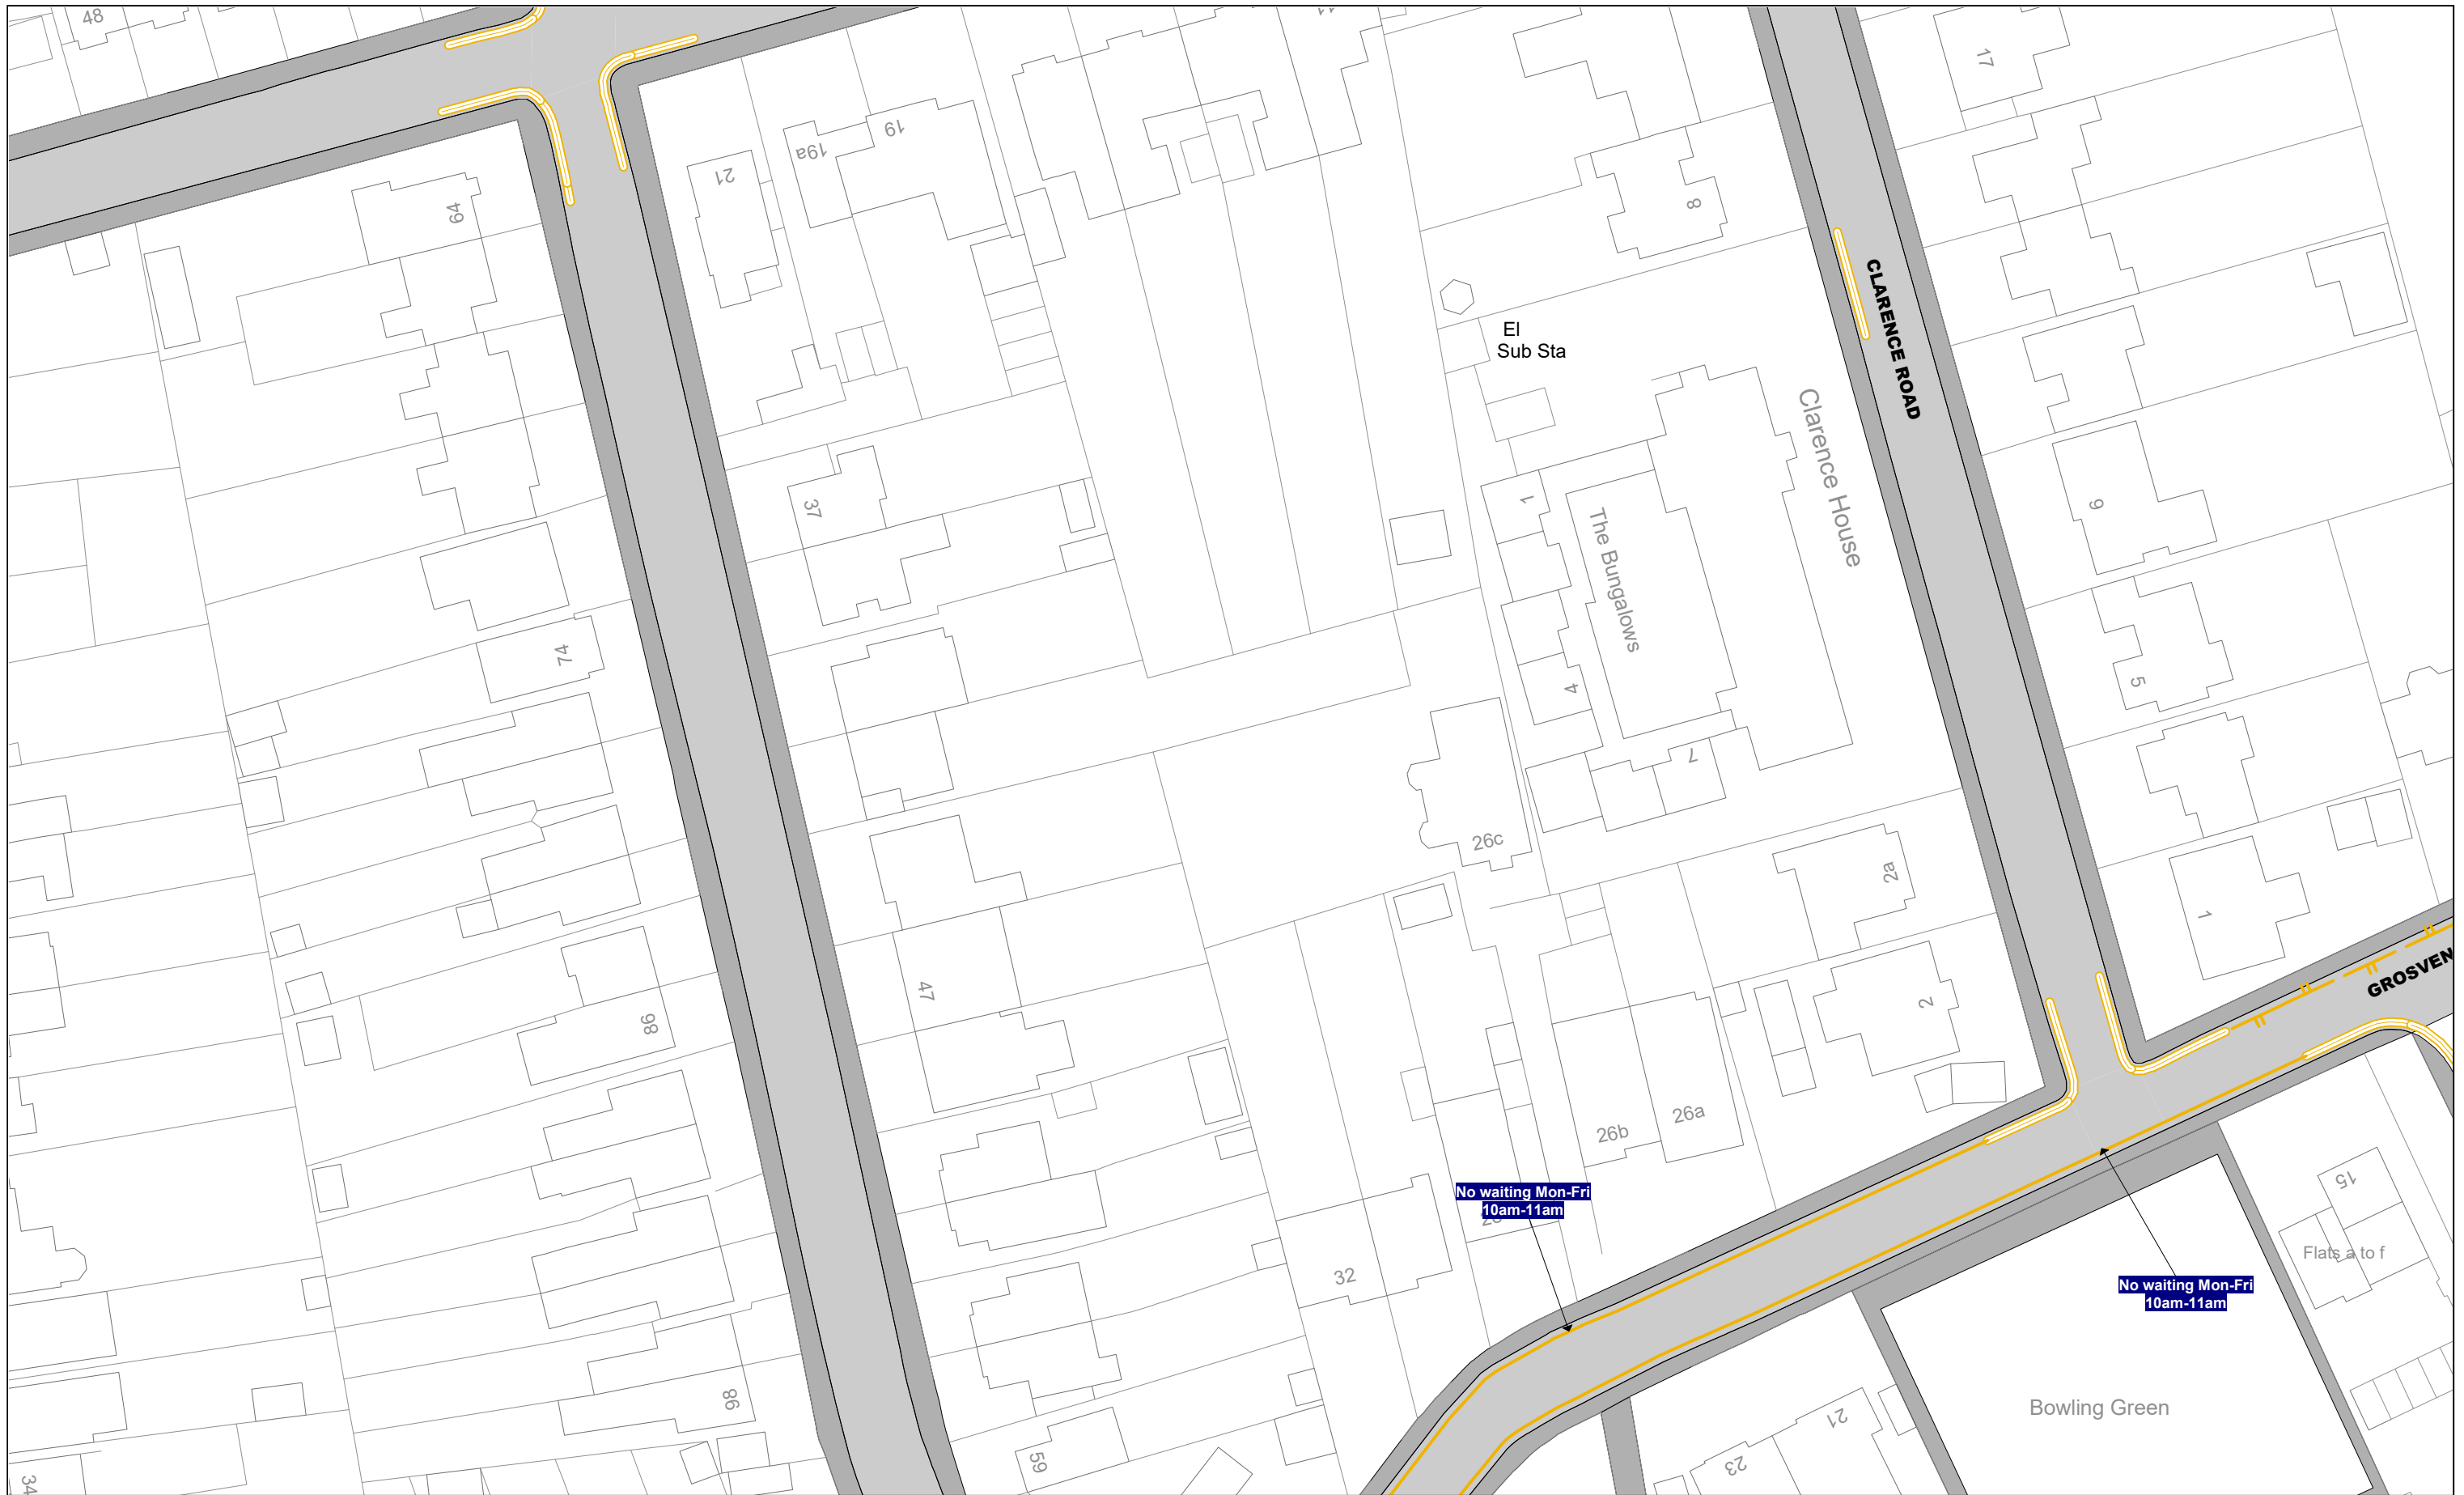 48
17
19
19a
21
64
8
CLARENCE ROAD
El
Sub Sta
Clarence House
37
1
The Bungalows
9
74
4
5
7
26c
2a
1
47
98
2
GROSVEN
26a
26b
15
No waiting Mon-Fri
10am-11am
32
Flats a to f
No waiting Mon-Fri
10am-11am
86
Bowling Green
21
23
59
34